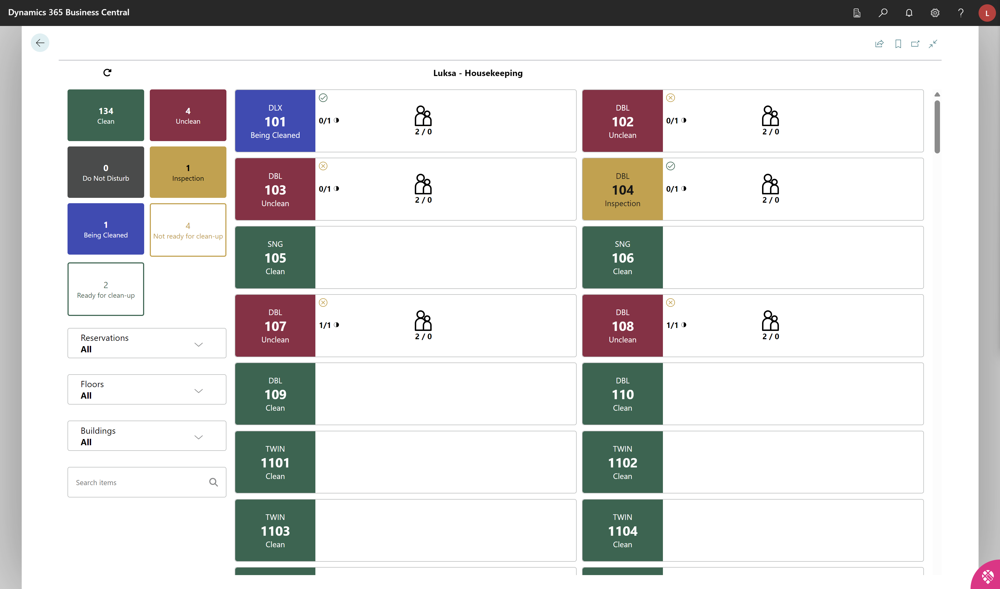 Dynamics 365 Business Central
L
Luksa - Housekeeping
134
Clean
4
Unclean
0
Do Not Disturb
1
Inspection
1
Being Cleaned
4
Not ready for clean-up
2
Ready for clean-up
Reservations
All
Floors
All
Buildings
All
Search items
DLX
101
Being Cleaned
0/1
2 / 0
DBL
102
Unclean
0/1
2 / 0
DBL
103
Unclean
0/1
2 / 0
DBL
104
Inspection
0/1
2 / 0
SNG
105
Clean
SNG
106
Clean
DBL
107
Unclean
1/1
2 / 0
DBL
108
Unclean
1/1
2 / 0
DBL
109
Clean
DBL
110
Clean
TWIN
1101
Clean
TWIN
1102
Clean
TWIN
1103
Clean
TWIN
1104
Clean